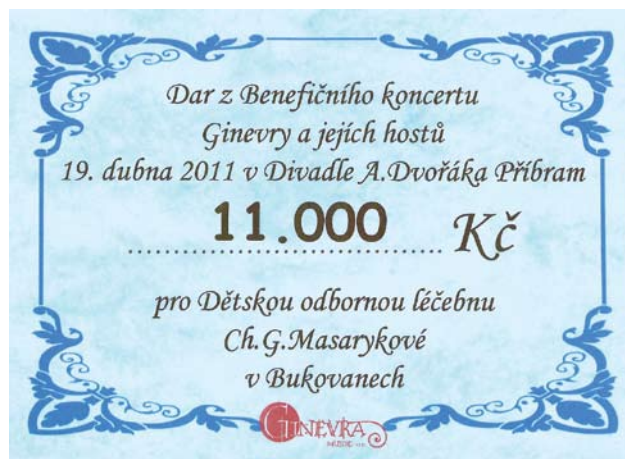 Dar z Benefičního koncertu
Ginevry a jejích hostů
19. dubna 2011 v Divadle A.Dvořáka Příbram
11.000 Kč
pro Dětskou odbornou léčebnu
Ch.G.Masarykové
v Bukovanech
GINEVRA